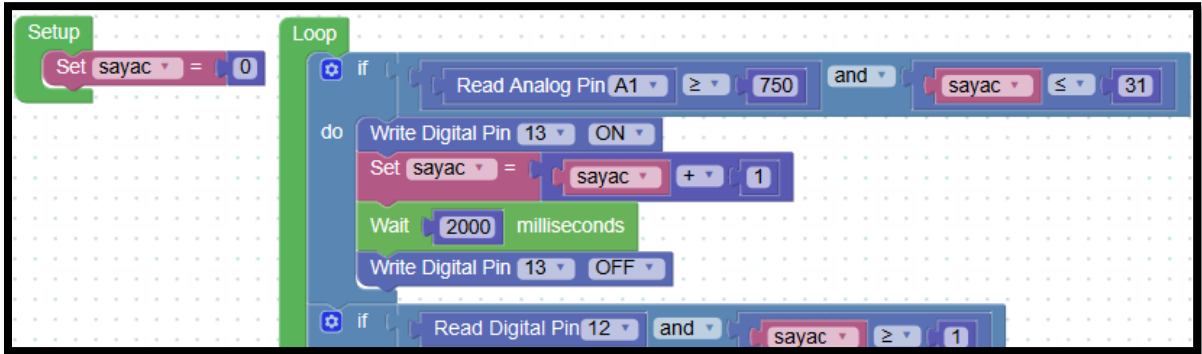 Setup
Set sayac = 0
Loop
if Read Analog Pin A1 ≥ 750 and sayac ≤ 31
do Write Digital Pin 13 ON
Set sayac = sayac + 1
Wait 2000 milliseconds
Write Digital Pin 13 OFF
if Read Digital Pin 12 and sayac ≥ 1